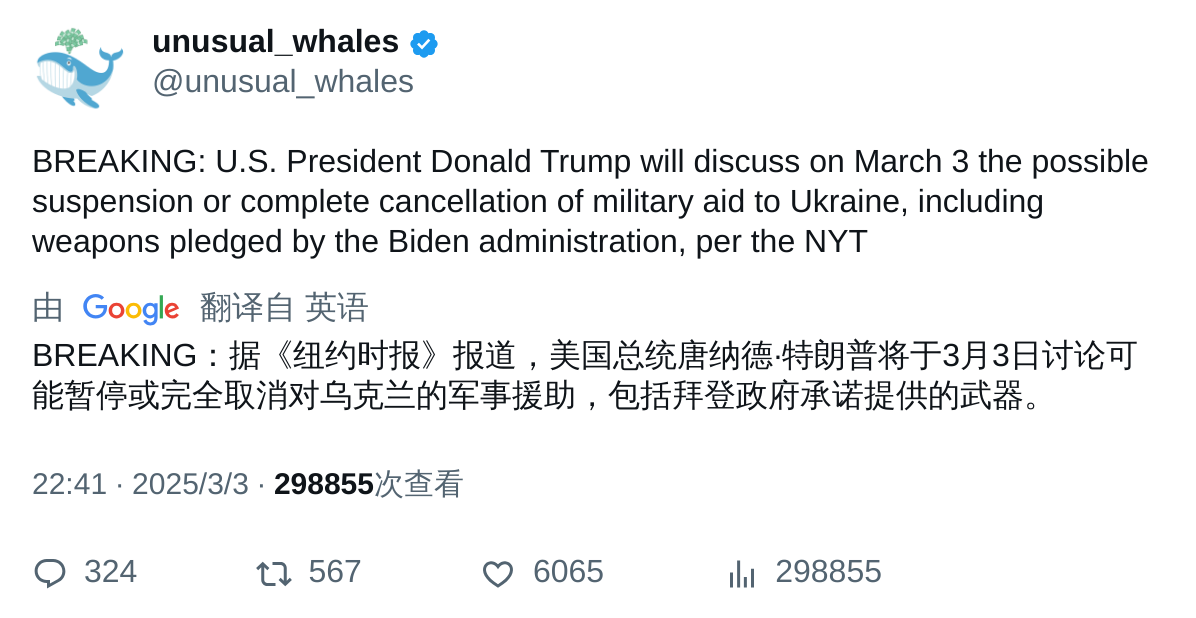 unusual_whales
@unusual_whales
BREAKING: U.S. President Donald Trump will discuss on March 3 the possible
suspension or complete cancellation of military aid to Ukraine, including
weapons pledged by the Biden administration, per the NYT
由 Google 翻译自 英语
BREAKING：据《纽约时报》报道，美国总统唐纳德·特朗普将于3月3日讨论可
能暂停或完全取消对乌克兰的军事援助，包括拜登政府承诺提供的武器。
22:41 · 2025/3/3 · 298855次查看
324 567 6065 298855